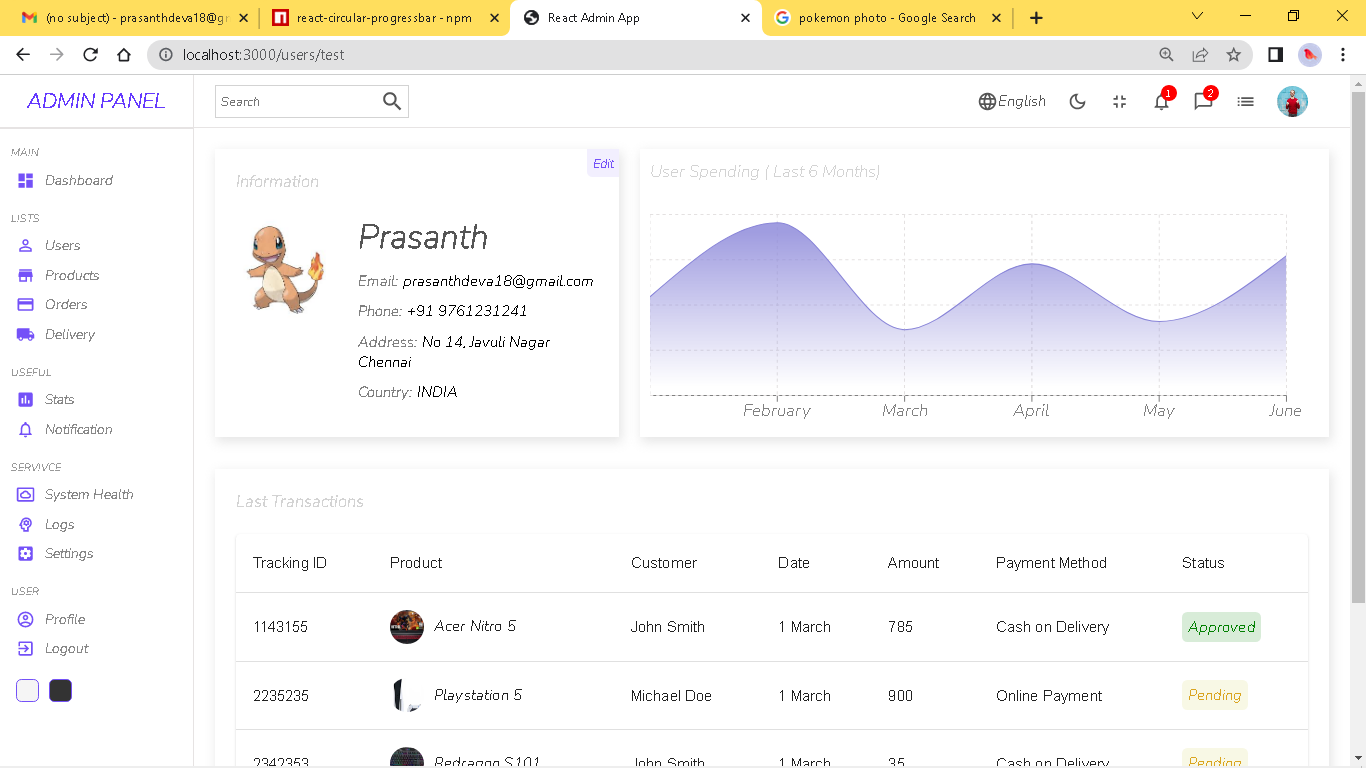 (no subject) - prasanthdeva18@gr
react-circular-progressbar - npm
React Admin App
pokemon photo - Google Search
localhost:3000/users/test
ADMIN PANEL
Search
English
1
2
MAIN
Dashboard
LISTS
Users
Products
Orders
Delivery
USEFUL
Stats
Notification
SERVIVCE
System Health
Logs
Settings
USER
Profile
Logout
Edit
Information
Prasanth
Email: prasanthdeva18@gmail.com
Phone: +91 9761231241
Address: No 14, Javuli Nagar
Chennai
Country: INDIA
User Spending ( Last 6 Months)
February March April May June
Last Transactions
Tracking ID Product Customer Date Amount Payment Method Status
1143155 Acer Nitro 5 John Smith 1 March 785 Cash on Delivery Approved
2235235 Playstation 5 Michael Doe 1 March 900 Online Payment Pending
2342353 Redragon S101 John Smith 1 March 35 Cash on Delivery Pending